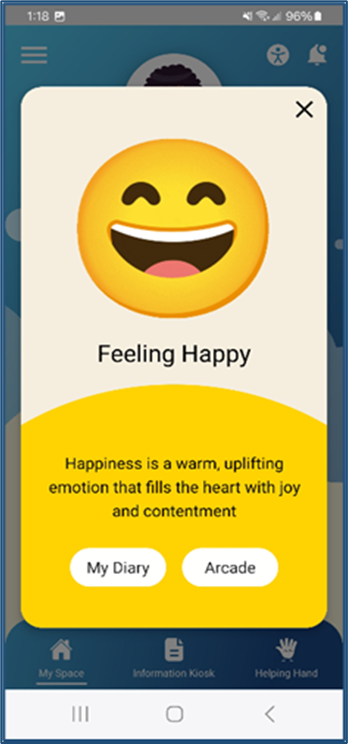 1:18 96%
Feeling Happy
Happiness is a warm, uplifting
emotion that fills the heart with joy
and contentment
My Diary Arcade
My Space Information Kiosk Helping Hand